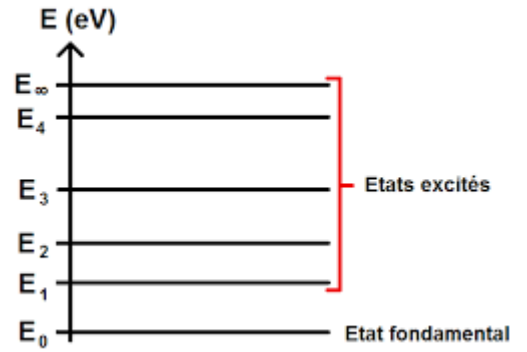 E (eV)
E∞
E4
E3
Etats excités
E2
E1
E0
Etat fondamental